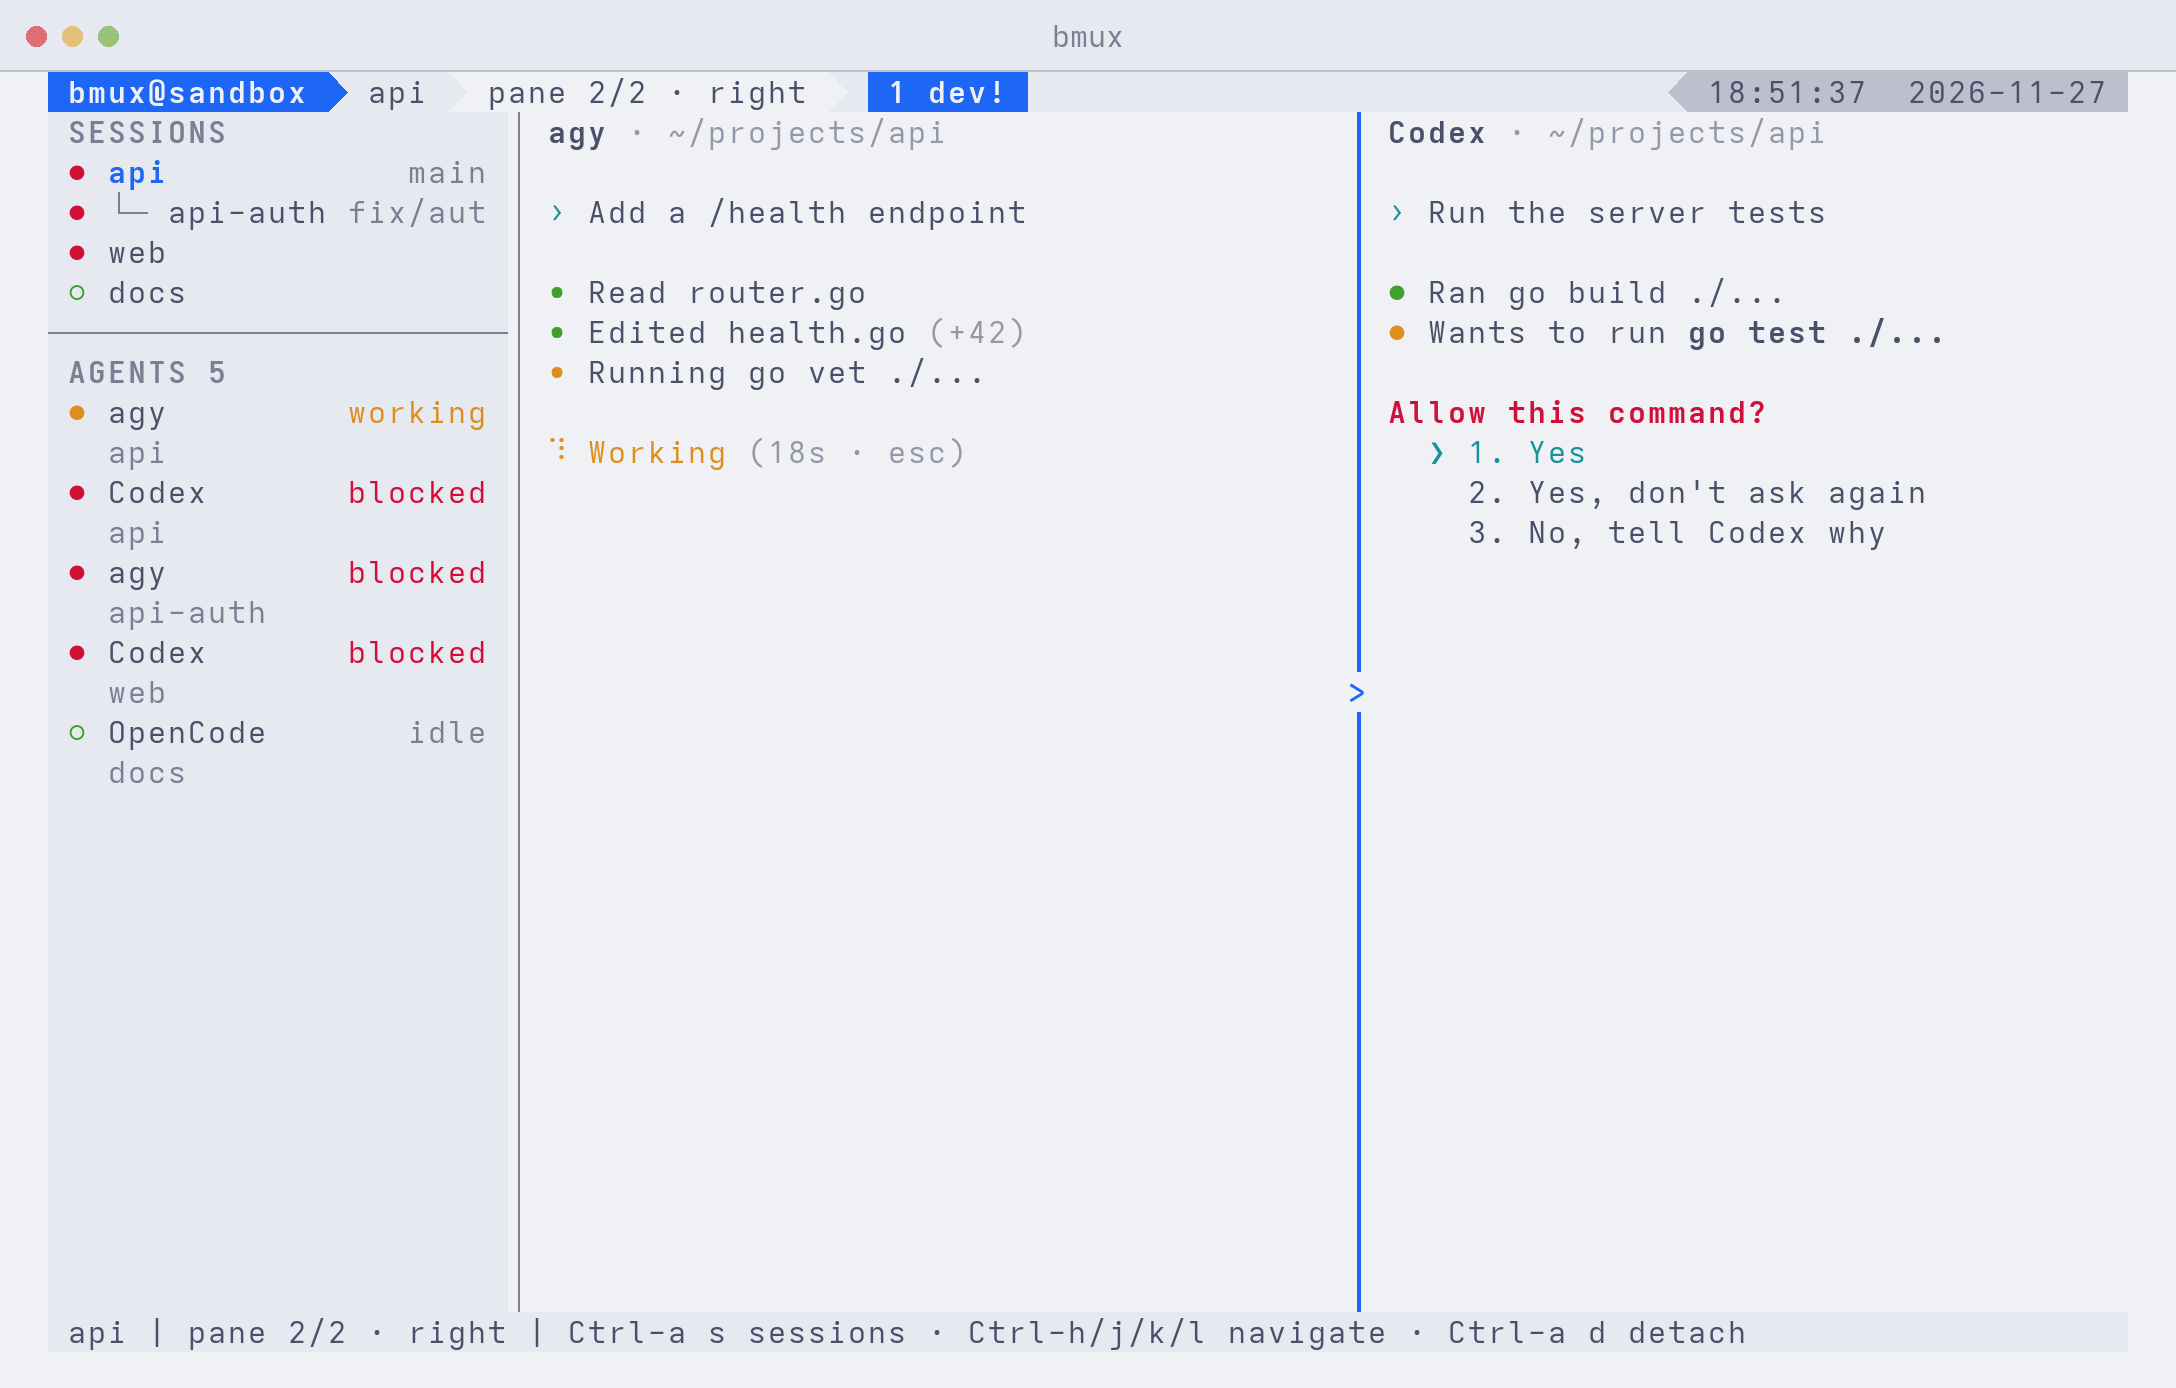 bmux
bmux@sandbox api pane 2/2 · right 1 dev! 18:51:37 2026-11-27
SESSIONS
● api main
● └─ api-auth fix/aut
● web
○ docs
AGENTS 5
● agy working
api
● Codex blocked
api
● agy blocked
api-auth
● Codex blocked
web
○ OpenCode idle
docs
agy · ~/projects/api
› Add a /health endpoint
• Read router.go
• Edited health.go (+42)
• Running go vet ./...
⠹ Working (18s · esc)
>
Codex · ~/projects/api
› Run the server tests
● Ran go build ./...
● Wants to run go test ./...
Allow this command?
❯ 1. Yes
2. Yes, don't ask again
3. No, tell Codex why
api | pane 2/2 · right | Ctrl-a s sessions · Ctrl-h/j/k/l navigate · Ctrl-a d detach